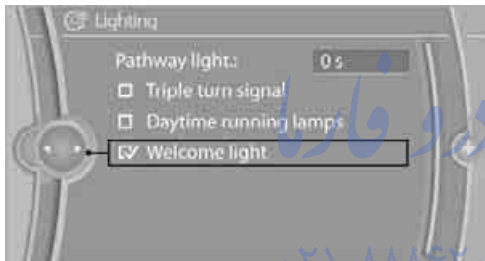 Lighting
Pathway light.: 0 s
Triple turn signal
Daytime running lamps
Welcome light